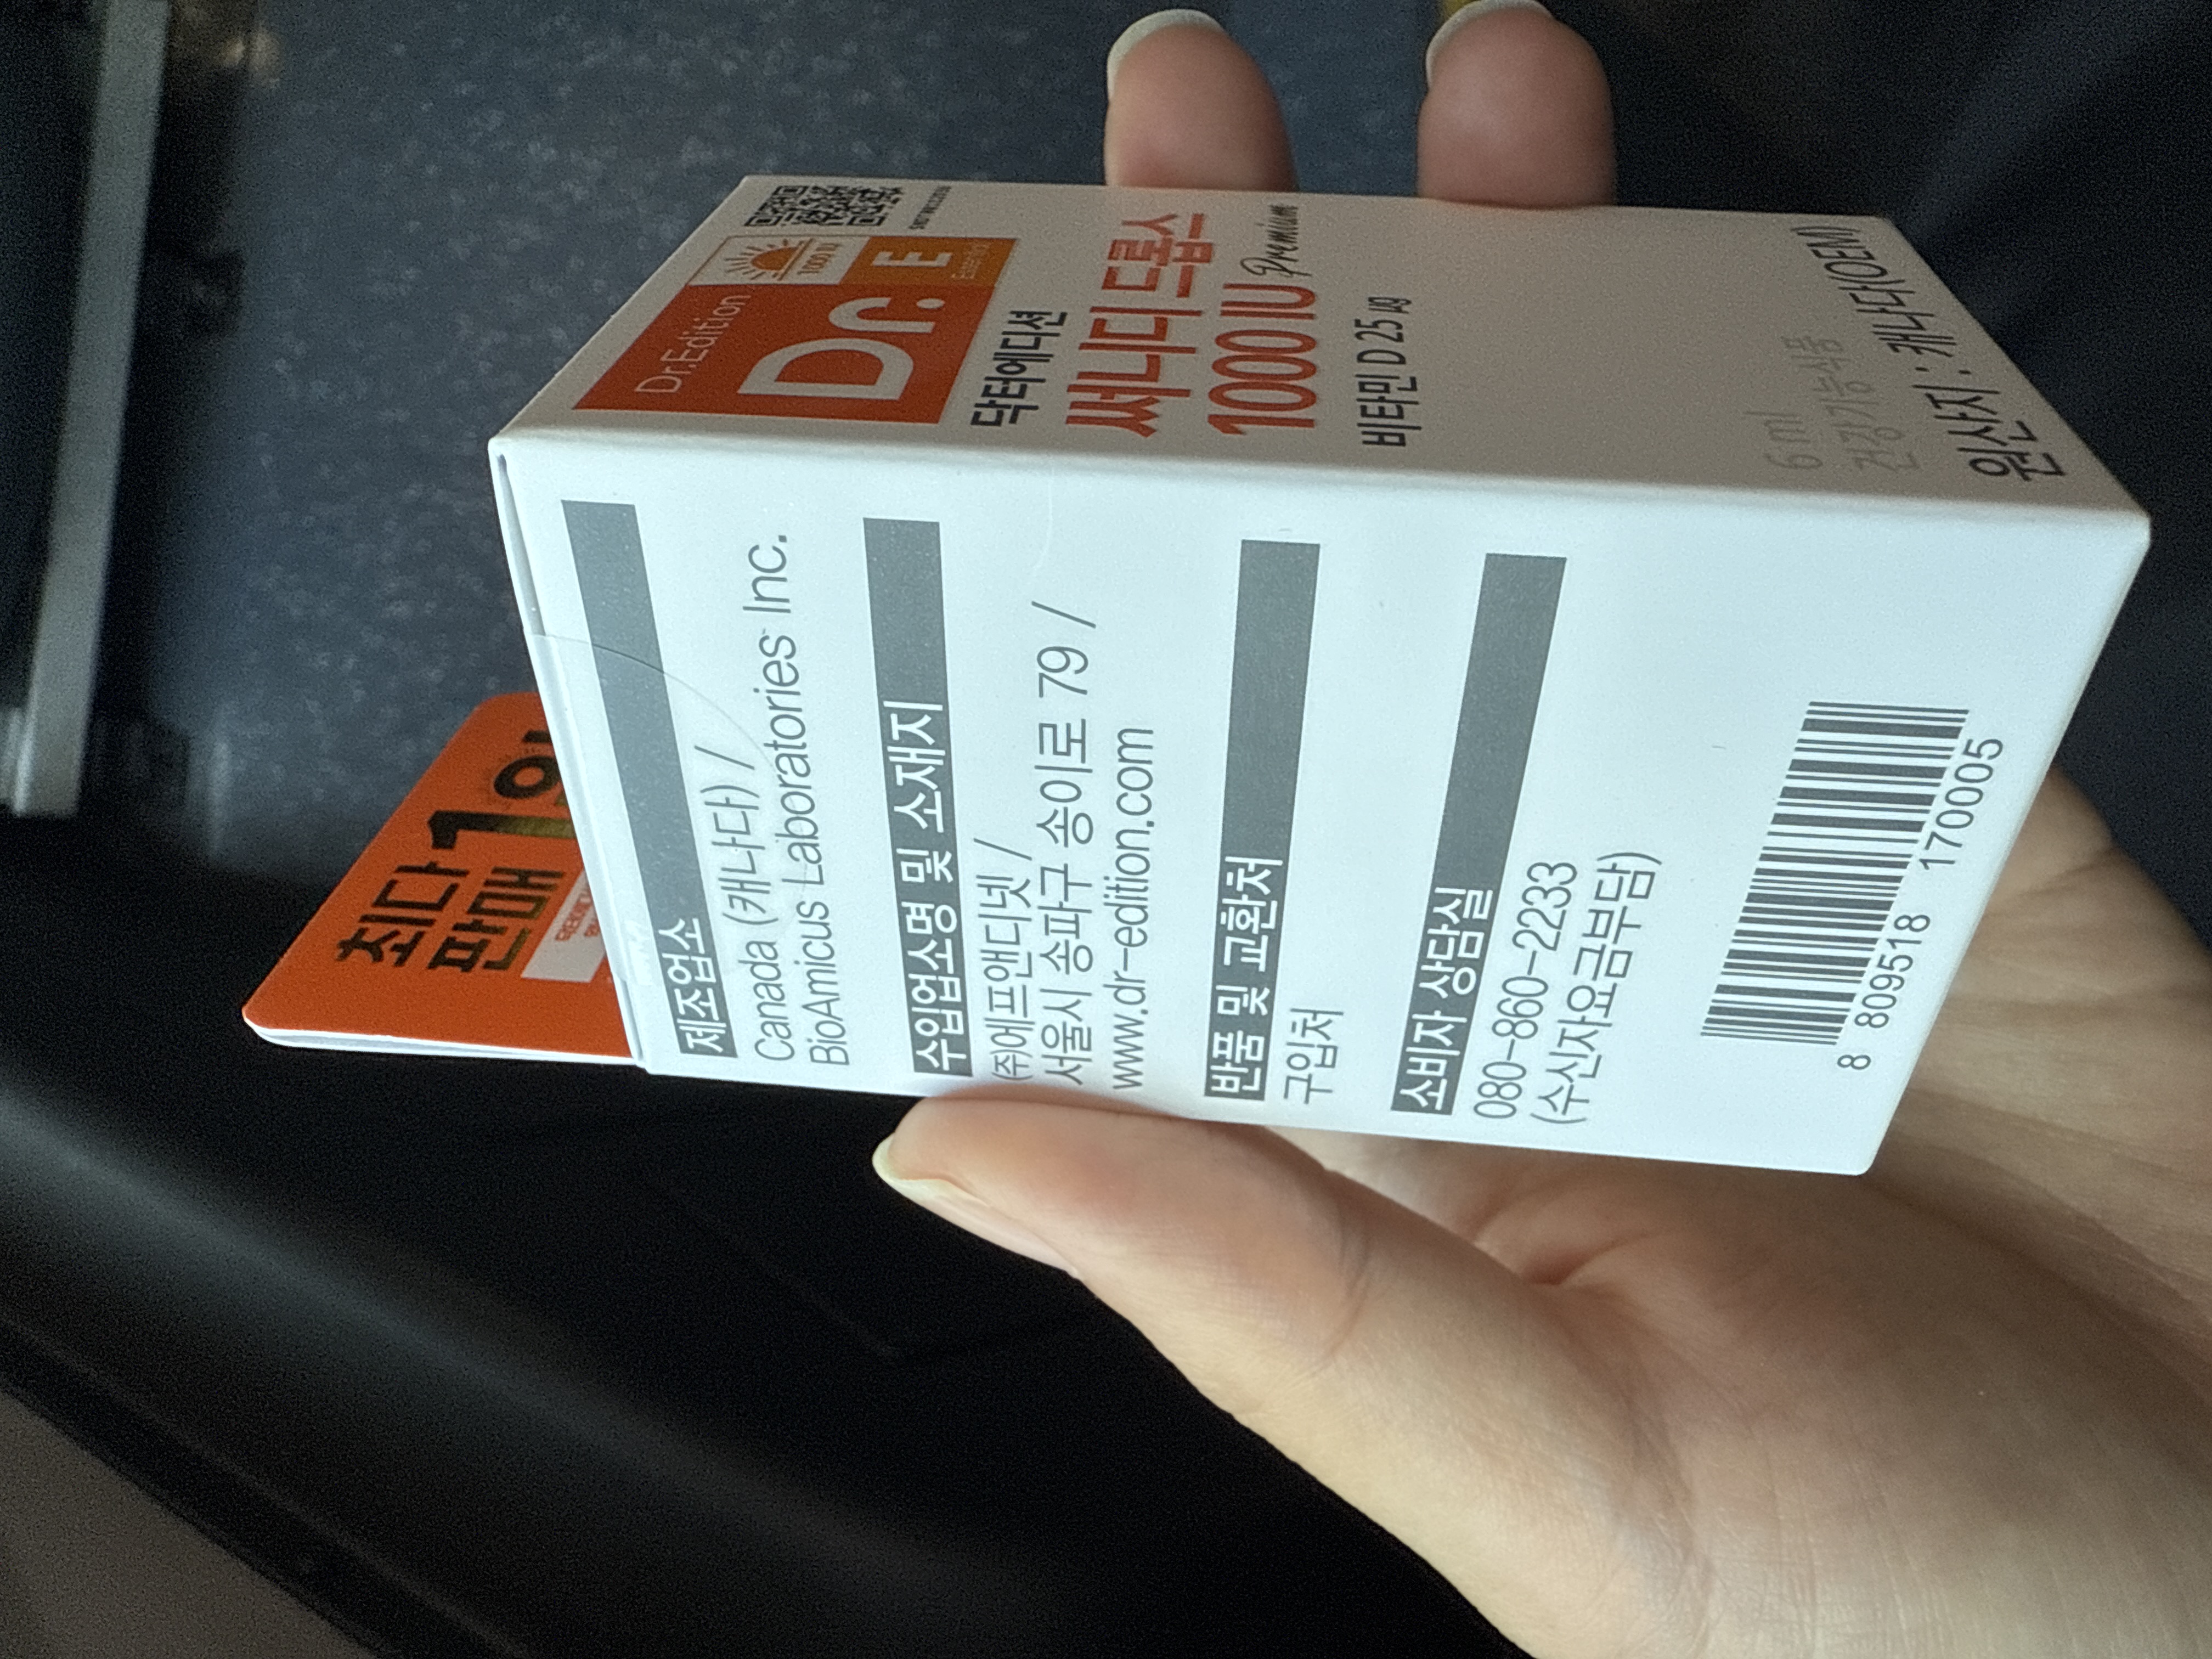 최다
판매
1
제조업소
Canada (캐나다) /
BioAmicus Laboratories Inc.
수입업소명 및 소재지
(주)에프앤디넷 /
서울시 송파구 송이로 79 /
www.dr-edition.com
반품 및 교환처
구입처
소비자 상담실
080-860-2233
(수신자요금부담)
8 809518 170005
Dr.Edition
1000 IU
Dr.
E
Essential
닥터에디션
써니디 드롭스
1000 IU Premium
비타민 D 25 µg
6 ml
건강기능식품
원산지 : 캐나다(OEM)